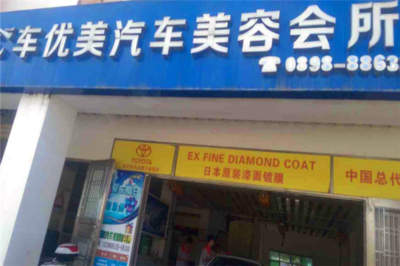 车优美汽车美容会所
☎0898-8863
TOYOTA
EX FINE DIAMOND COAT
日本原装漆面镀膜
中国总代